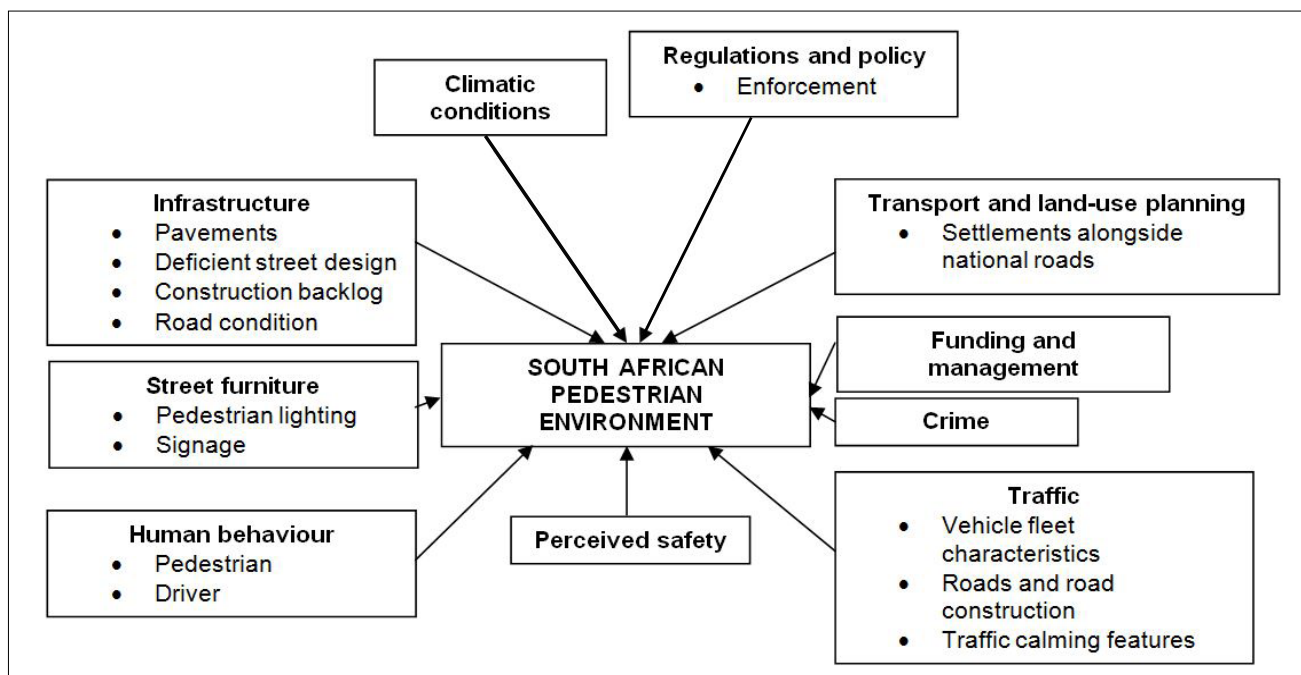 Climatic
conditions
Regulations and policy
• Enforcement
Infrastructure
• Pavements
• Deficient street design
• Construction backlog
• Road condition
Transport and land-use planning
• Settlements alongside
national roads
Street furniture
• Pedestrian lighting
• Signage
SOUTH AFRICAN
PEDESTRIAN
ENVIRONMENT
Funding and
management
Crime
Human behaviour
• Pedestrian
• Driver
Perceived safety
Traffic
• Vehicle fleet
characteristics
• Roads and road
construction
• Traffic calming features